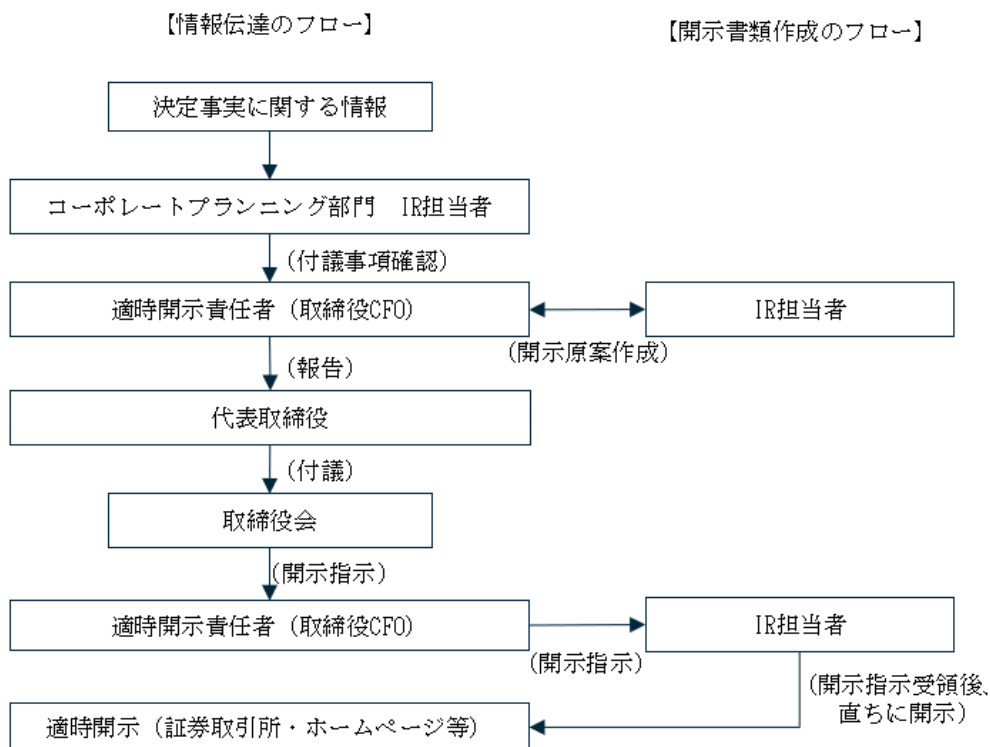 【情報伝達のフロー】
【開示書類作成のフロー】
決定事実に関する情報
コーポレートプランニング部門　IR担当者
(付議事項確認)
適時開示責任者（取締役CFO）
IR担当者
(開示原案作成)
(報告)
代表取締役
(付議)
取締役会
(開示指示)
適時開示責任者（取締役CFO）
IR担当者
(開示指示)
(開示指示受領後、
直ちに開示)
適時開示（証券取引所・ホームページ等）